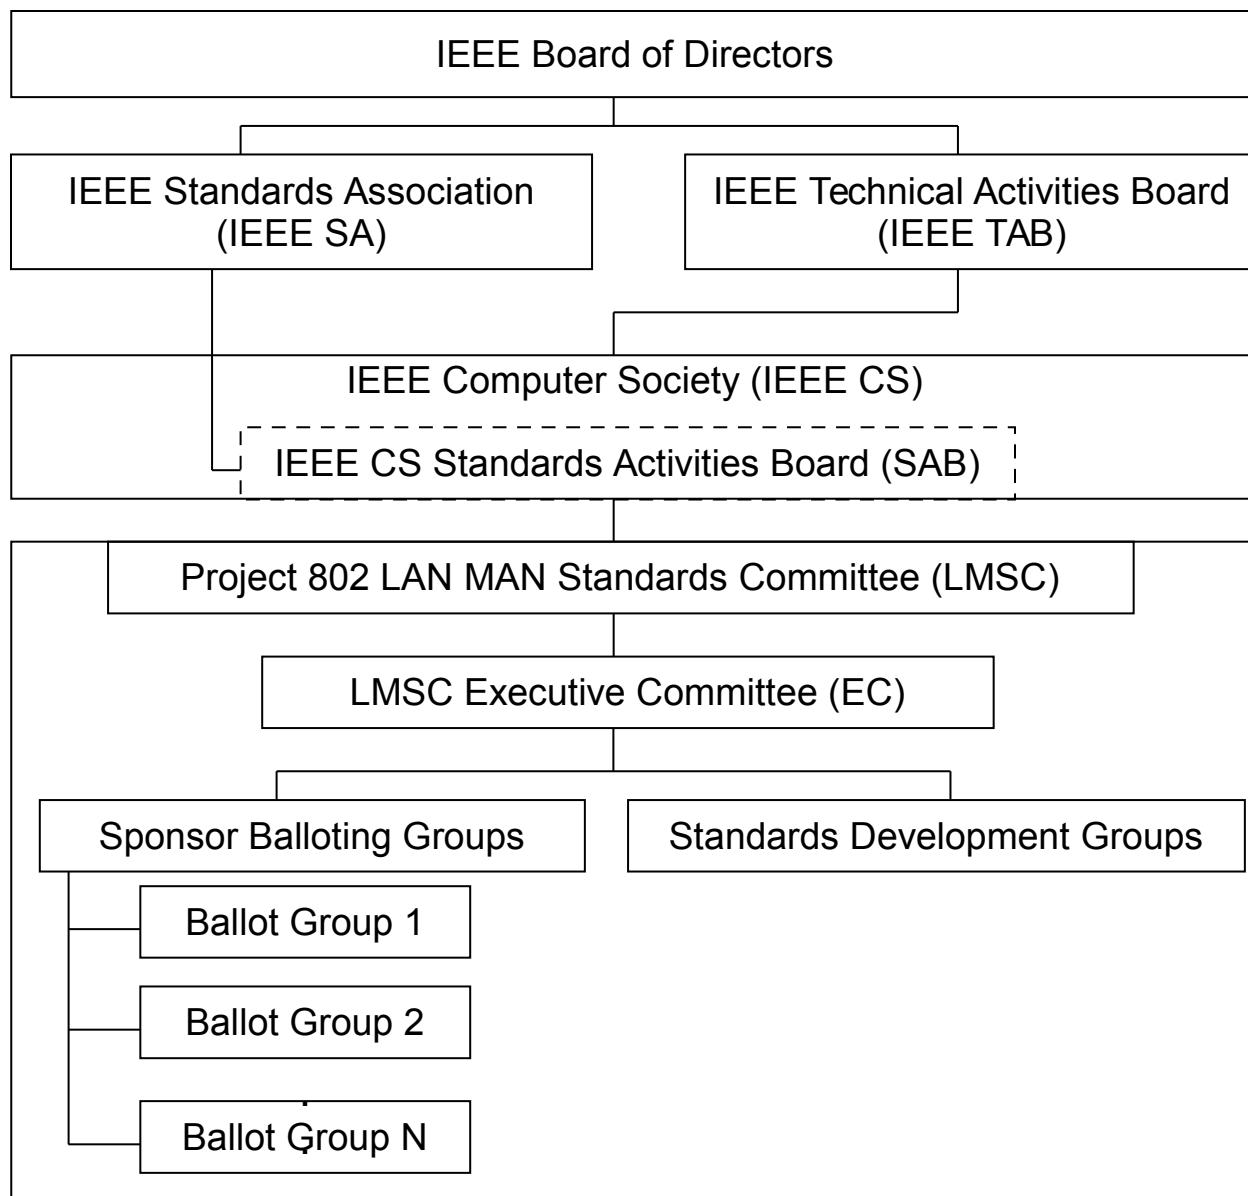 IEEE Board of Directors
IEEE Standards Association
(IEEE SA)
IEEE Technical Activities Board
(IEEE TAB)
IEEE Computer Society (IEEE CS)
IEEE CS Standards Activities Board (SAB)
Project 802 LAN MAN Standards Committee (LMSC)
LMSC Executive Committee (EC)
Sponsor Balloting Groups
Standards Development Groups
Ballot Group 1
Ballot Group 2
Ballot Group N